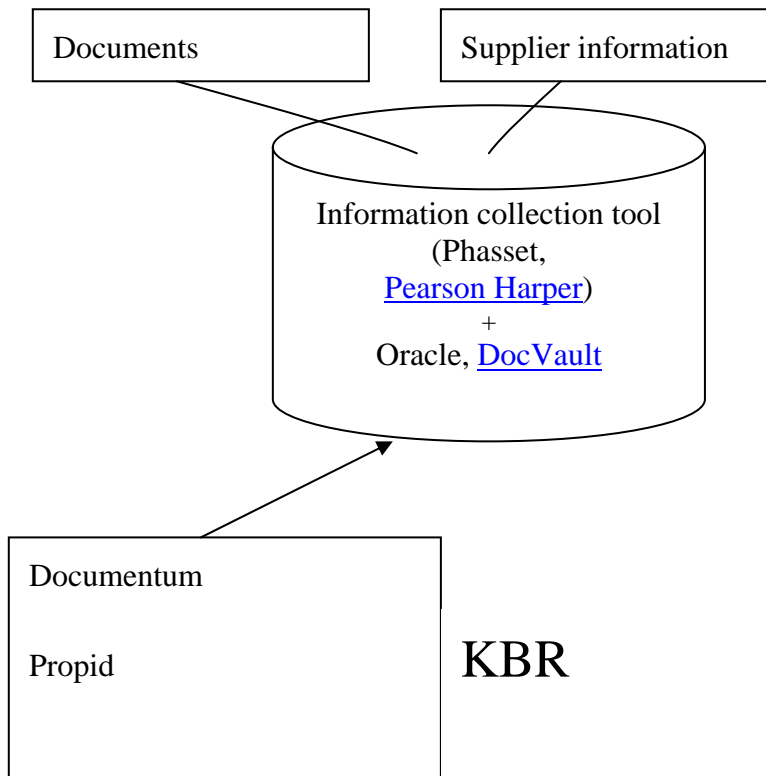 Documents
Supplier information
Information collection tool
(Phasset,
Pearson Harper)
+
Oracle, DocVault
Documentum
Propid
KBR